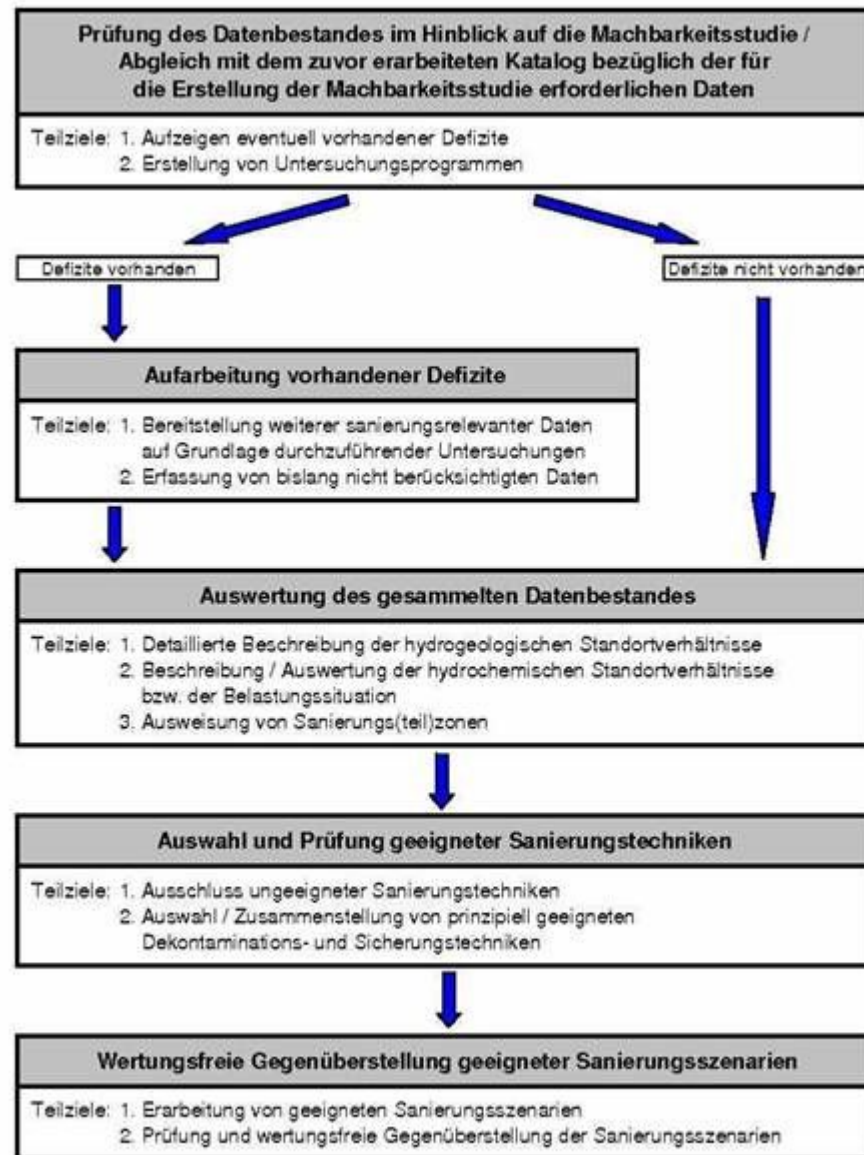 Prüfung des Datenbestandes im Hinblick auf die Machbarkeitsstudie /
Abgleich mit dem zuvor erarbeiteten Katalog bezüglich der für
die Erstellung der Machbarkeitsstudie erforderlichen Daten
Teilziele: 1. Aufzeigen eventuell vorhandener Defizite
2. Erstellung von Untersuchungsprogrammen
Defizite vorhanden
Defizite nicht vorhanden
Aufarbeitung vorhandener Defizite
Teilziele: 1. Bereitstellung weiterer sanierungsrelevanter Daten
auf Grundlage durchzuführender Untersuchungen
2. Erfassung von bislang nicht berücksichtigten Daten
Auswertung des gesammelten Datenbestandes
Teilziele: 1. Detaillierte Beschreibung der hydrogeologischen Standortverhältnisse
2. Beschreibung / Auswertung der hydrochemischen Standortverhältnisse
bzw. der Belastungssituation
3. Ausweisung von Sanierungs(teil)zonen
Auswahl und Prüfung geeigneter Sanierungstechniken
Teilziele: 1. Ausschluss ungeeigneter Sanierungstechniken
2. Auswahl / Zusammenstellung von prinzipiell geeigneten
Dekontaminations- und Sicherungstechniken
Wertungsfreie Gegenüberstellung geeigneter Sanierungsszenarien
Teilziele: 1. Erarbeitung von geeigneten Sanierungsszenarien
2. Prüfung und wertungsfreie Gegenüberstellung der Sanierungsszenarien